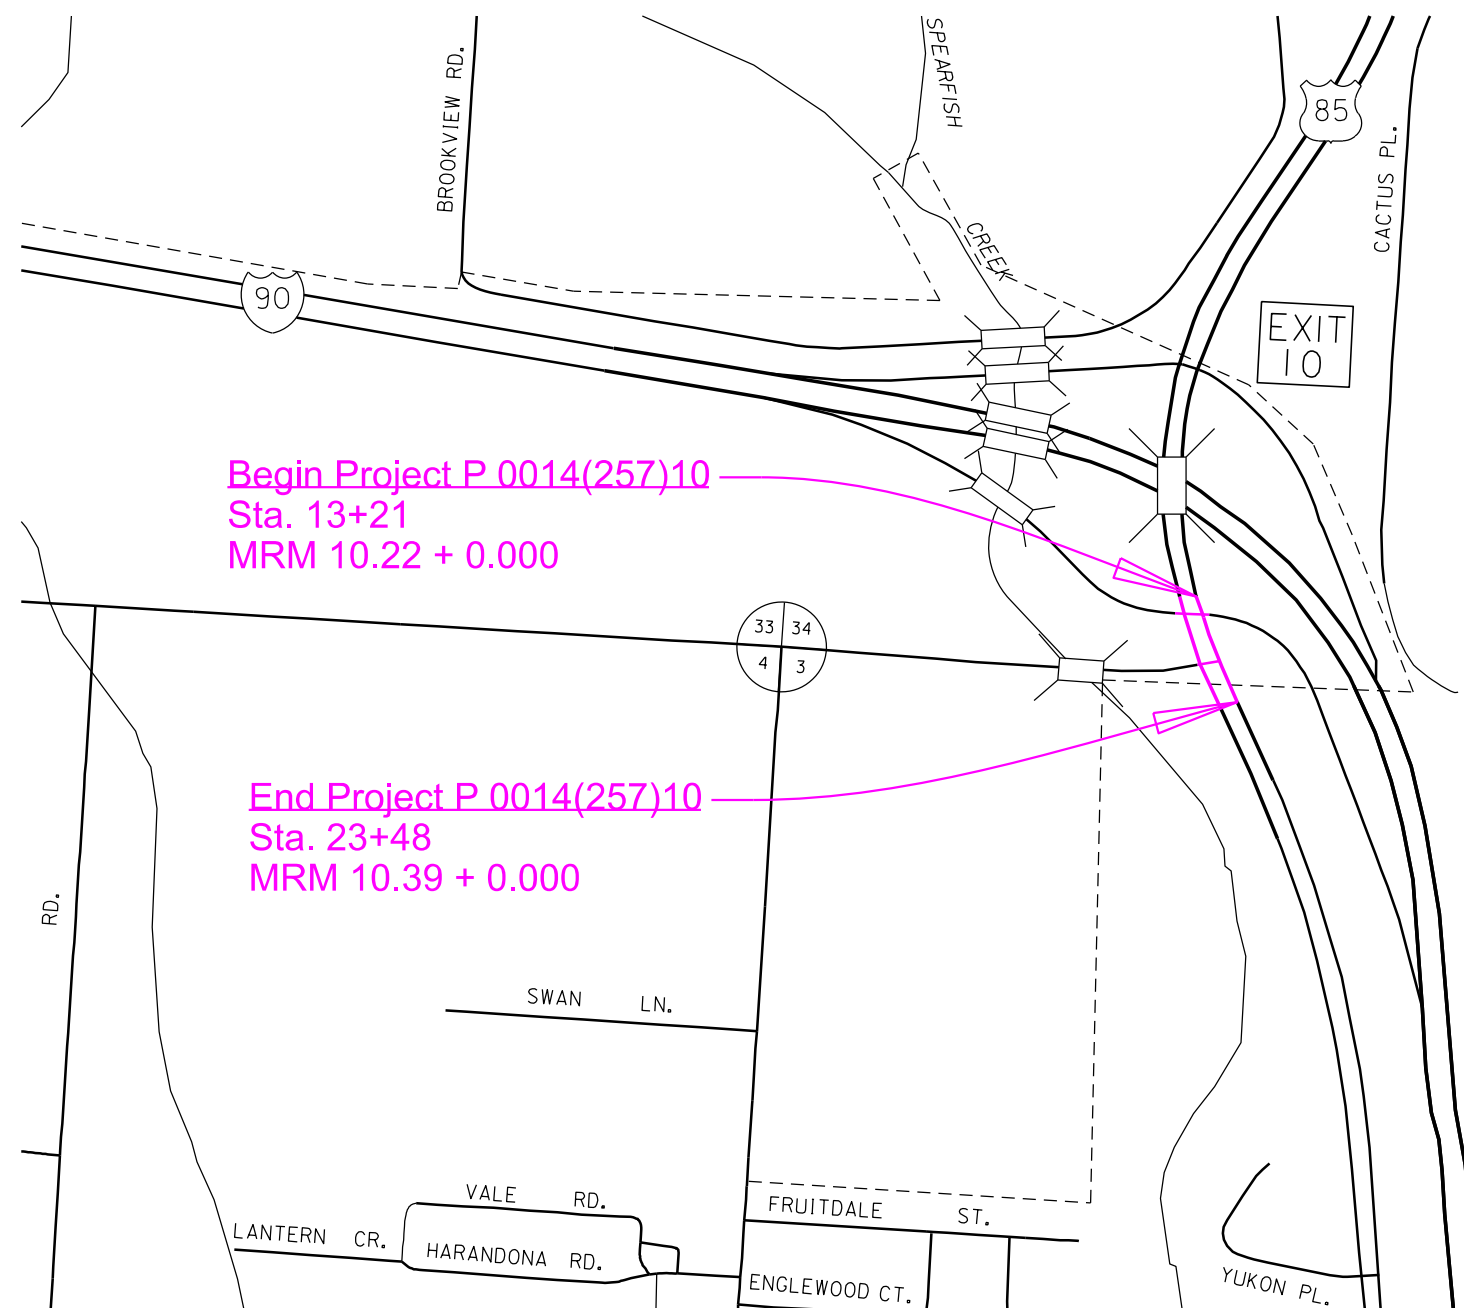 SPEARFISH
BROOKVIEW RD.
85
CACTUS PL.
CREEK
90
EXIT
10
Begin Project P 0014(257)10
Sta. 13+21
MRM 10.22 + 0.000
33 34
4 3
End Project P 0014(257)10
Sta. 23+48
MRM 10.39 + 0.000
RD.
SWAN LN.
VALE RD.
FRUITDALE ST.
LANTERN CR.
HARANDONA RD.
ENGLEWOOD CT.
YUKON PL.